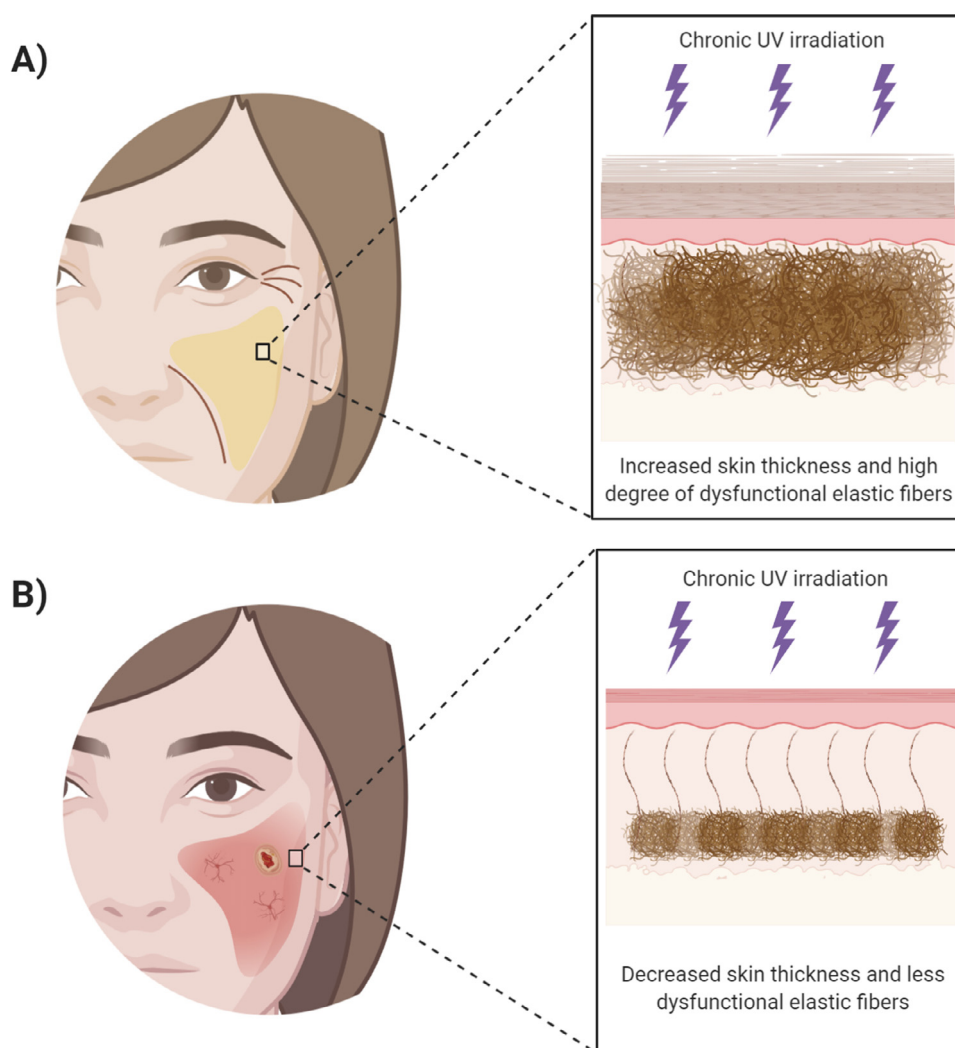 A)
Chronic UV irradiation
Increased skin thickness and high
degree of dysfunctional elastic fibers
B)
Chronic UV irradiation
Decreased skin thickness and less
dysfunctional elastic fibers